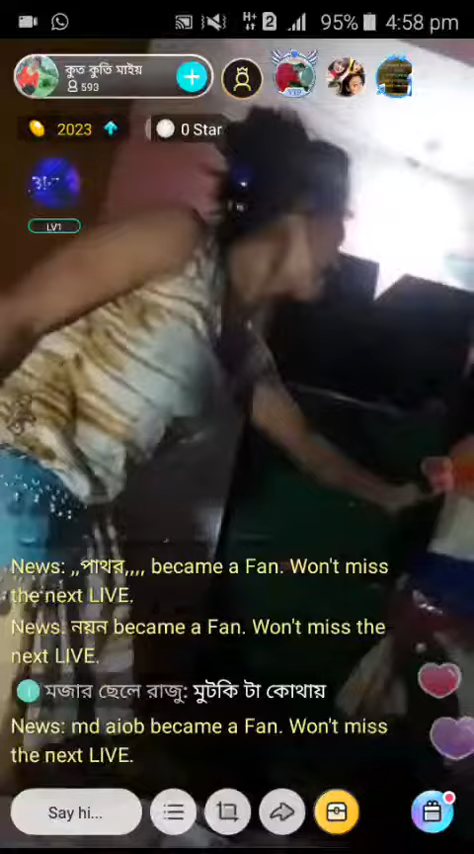 H+ 2 95% 4:58 pm
কুত কুতি মাইয়
593
VIP
2023
0 Star
LV1
News: ,,পাথর,,,, became a Fan. Won't miss
the next LIVE.
News: নয়ন became a Fan. Won't miss the
next LIVE.
মজার ছেলে রাজু: মুটকি টা কোথায়
News: md aiob became a Fan. Won't miss
the next LIVE.
Say hi...